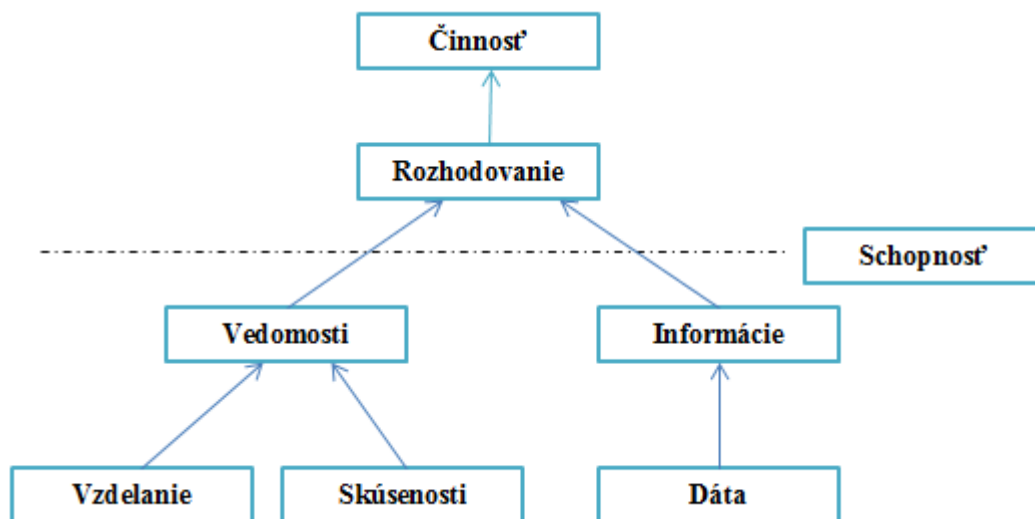 Činnosť
Rozhodovanie
Schopnosť
Vedomosti
Informácie
Vzdelanie
Skúsenosti
Dáta